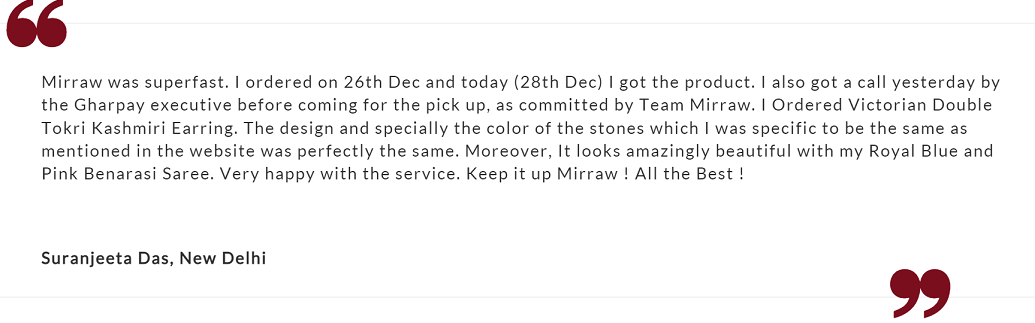 Mirraw was superfast. I ordered on 26th Dec and today (28th Dec) I got the product. I also got a call yesterday by
the Gharpay executive before coming for the pick up, as committed by Team Mirraw. I Ordered Victorian Double
Tokri Kashmiri Earring. The design and specially the color of the stones which I was specific to be the same as
mentioned in the website was perfectly the same. Moreover, It looks amazingly beautiful with my Royal Blue and
Pink Benarasi Saree. Very happy with the service. Keep it up Mirraw ! All the Best !
Suranjeeta Das, New Delhi